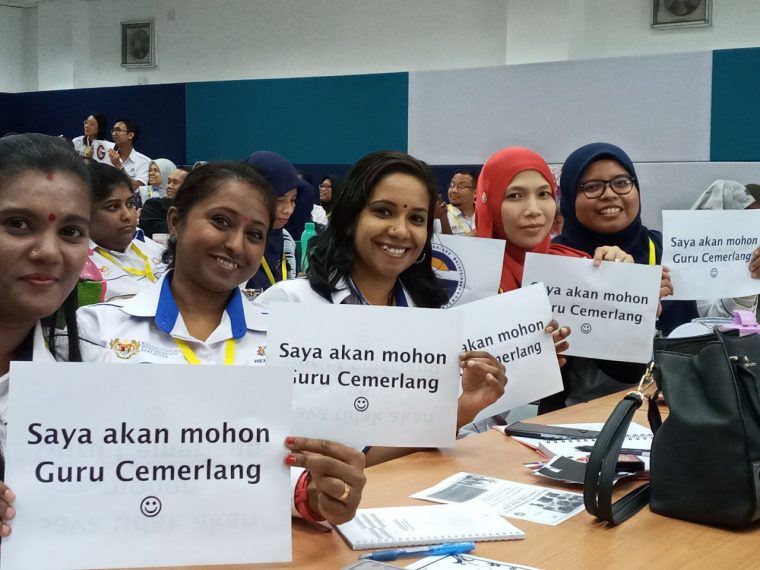 Saya akan mohon
Guru Cemerlang
☺
Saya akan mohon
Guru Cemerlang
☺
akan mohon
Cemerlang
☺
Saya akan mohon
Guru Cemerlang
☺
Saya akan mohon
Guru Cemerlang
☺
G